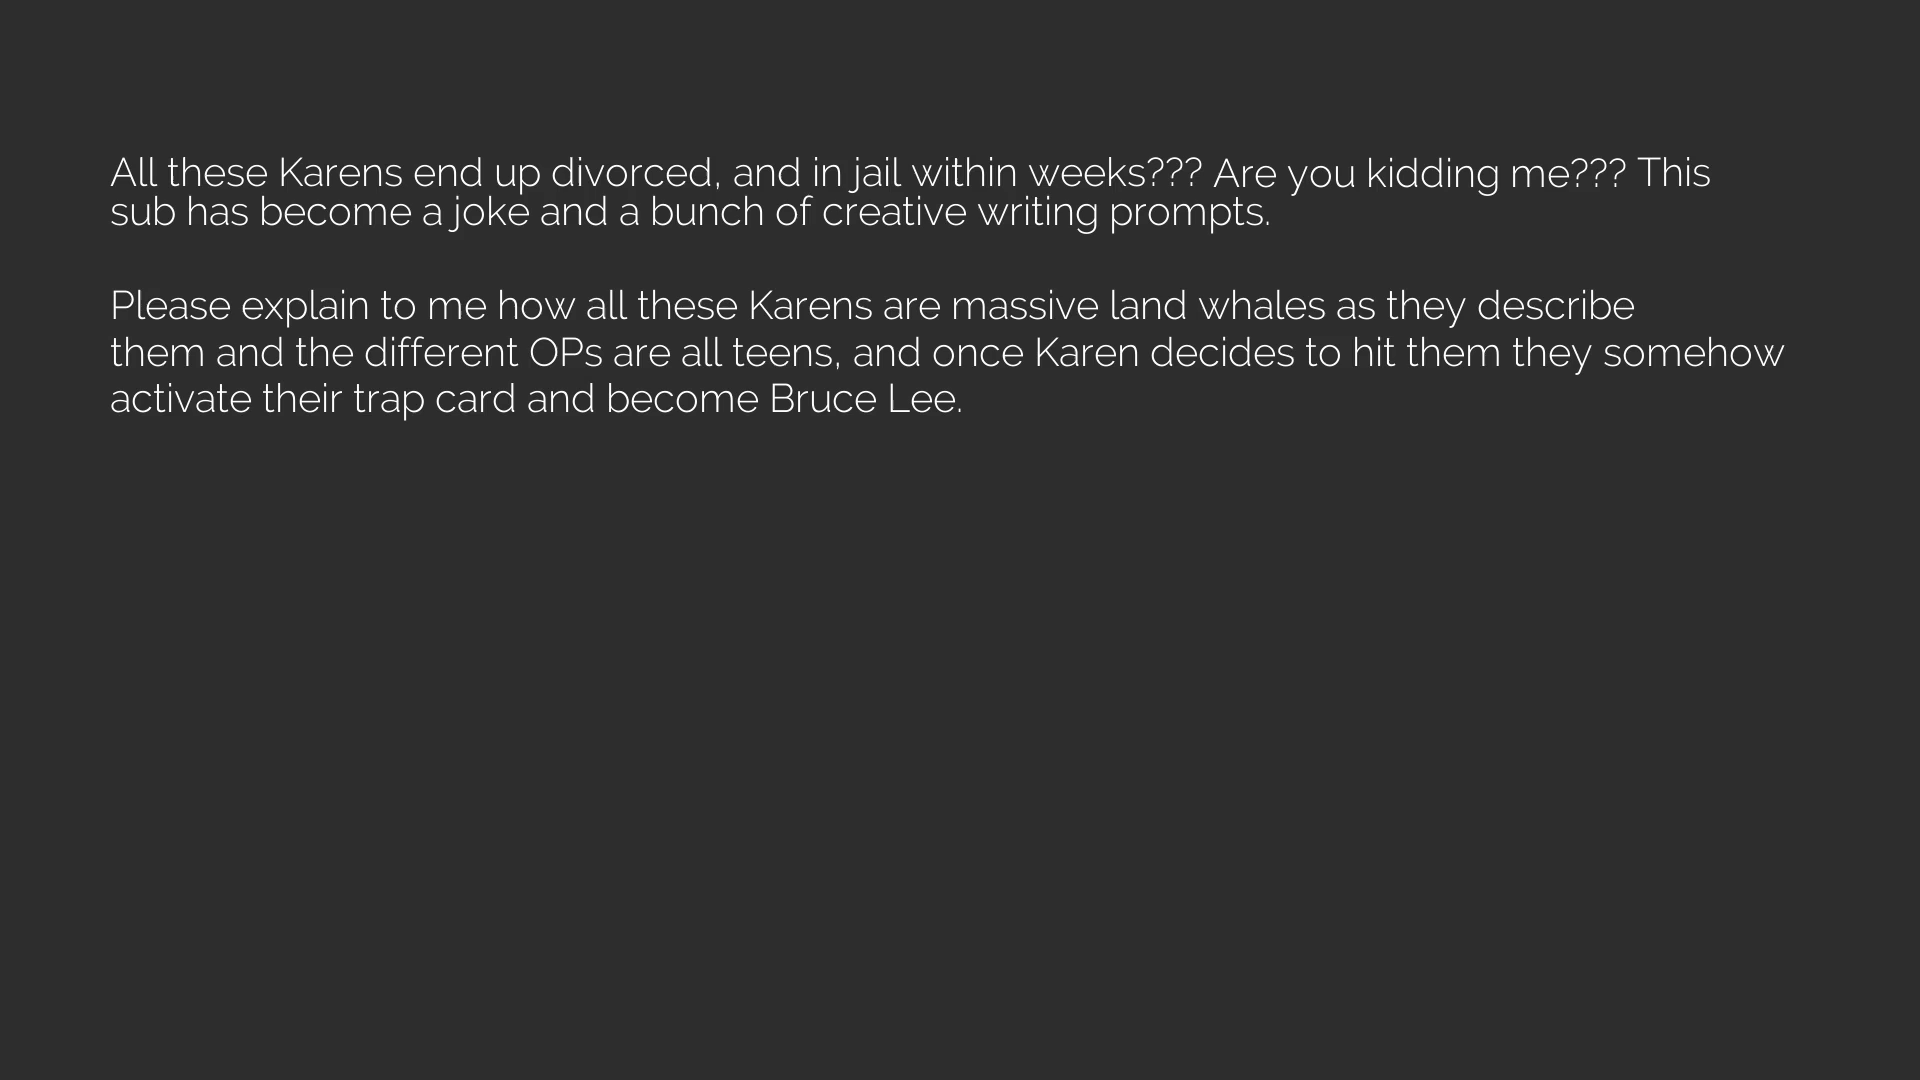 All these Karens end up divorced, and in jail within weeks??? Are you kidding me??? This
sub has become a joke and a bunch of creative writing prompts.
Please explain to me how all these Karens are massive land whales as they describe
them and the different OPs are all teens, and once Karen decides to hit them they somehow
activate their trap card and become Bruce Lee.